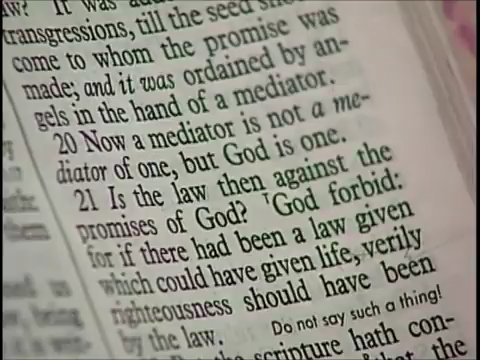 It was
transgressions, till the seed
come to whom the promise was
made; and it was ordained by an-
gels in the hand of a mediator.
20 Now a mediator is not a me-
diator of one, but God is one.
21 Is the law then against the
promises of God? God forbid:
for if there had been a law given
which could have given life, verily
righteousness should have been
by the law. Do not say such a thing!
scripture hath con-
the